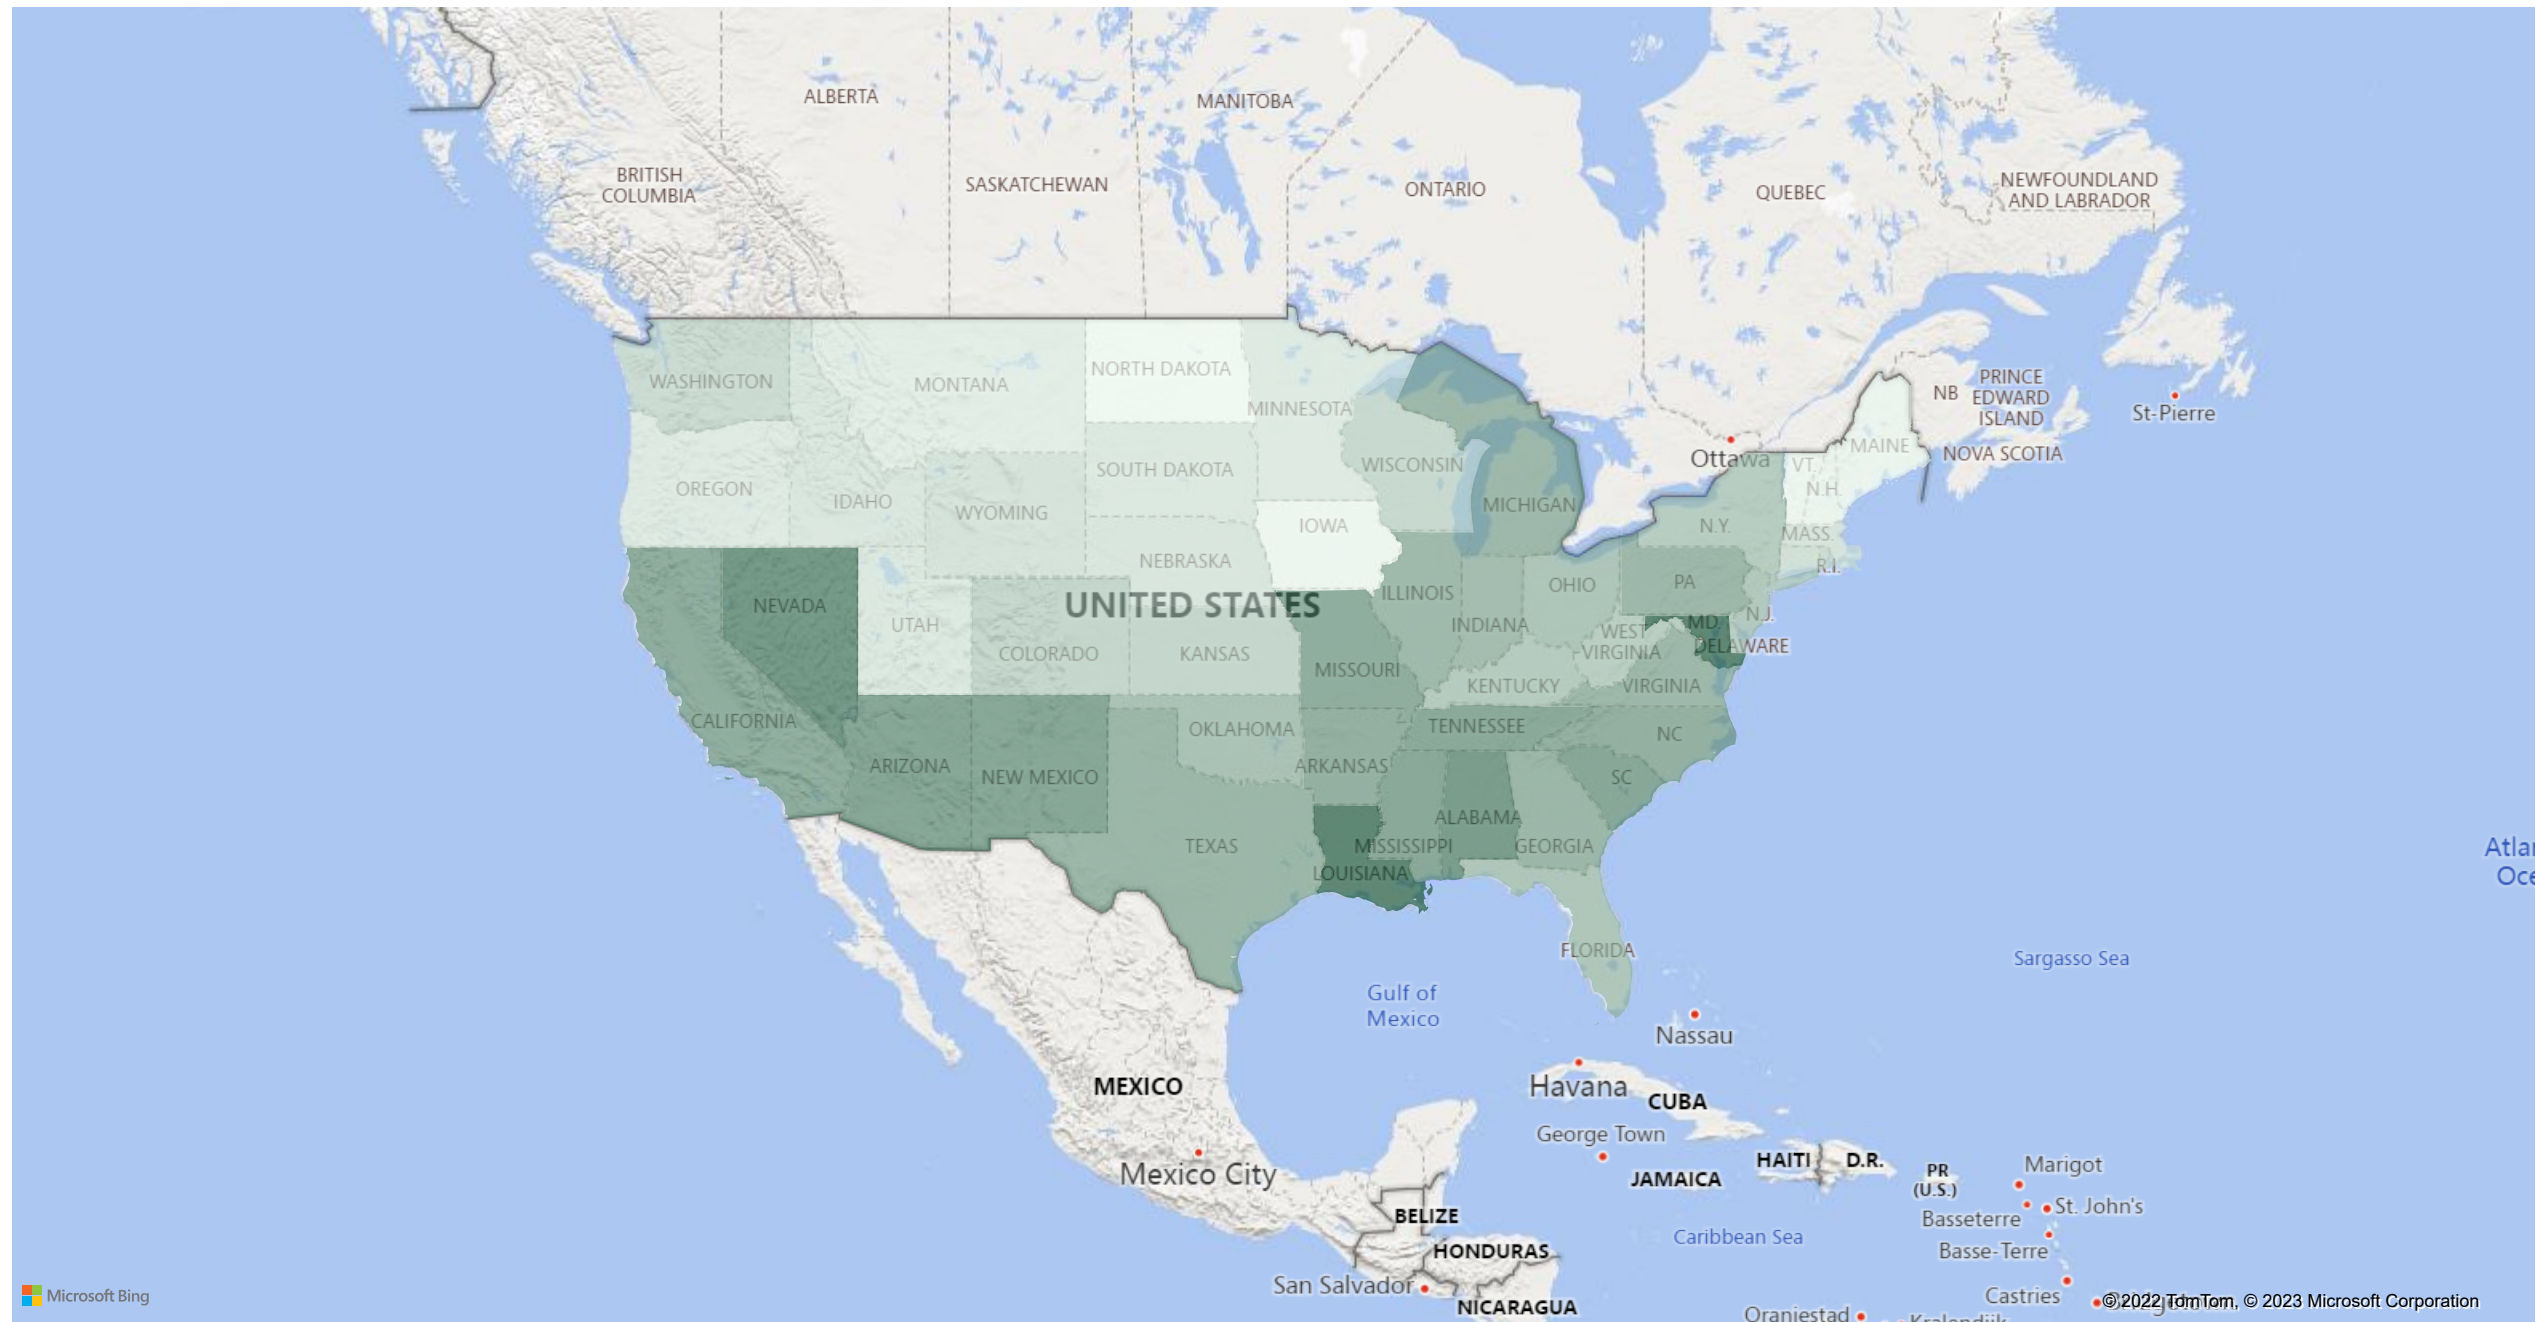 ALBERTA
MANITOBA
BRITISH
COLUMBIA
SASKATCHEWAN
ONTARIO
QUEBEC
NEWFOUNDLAND
AND LABRADOR
WASHINGTON
MONTANA
NORTH DAKOTA
MINNESOTA
NB
PRINCE
EDWARD
ISLAND
St-Pierre
MAINE
NOVA SCOTIA
Ottawa
VT.
N.H.
OREGON
IDAHO
WYOMING
SOUTH DAKOTA
WISCONSIN
MICHIGAN
IOWA
N.Y.
MASS.
R.I.
NEBRASKA
NEVADA
UTAH
UNITED STATES
ILLINOIS
OHIO
PA
N.J.
MD.
DELAWARE
COLORADO
KANSAS
MISSOURI
INDIANA
WEST
VIRGINIA
KENTUCKY
VIRGINIA
CALIFORNIA
OKLAHOMA
TENNESSEE
NC
ARIZONA
NEW MEXICO
ARKANSAS
SC
TEXAS
ALABAMA
MISSISSIPPI
GEORGIA
LOUISIANA
FLORIDA
Gulf of
Mexico
Sargasso Sea
Nassau
MEXICO
Havana
CUBA
George Town
Mexico City
JAMAICA
HAITI
D.R.
PR
(U.S.)
Marigot
St. John's
Basseterre
BELIZE
Caribbean Sea
Basse-Terre
HONDURAS
San Salvador
Castries
NICARAGUA
Oranjestad
Microsoft Bing
© 2022 TomTom, © 2023 Microsoft Corporation